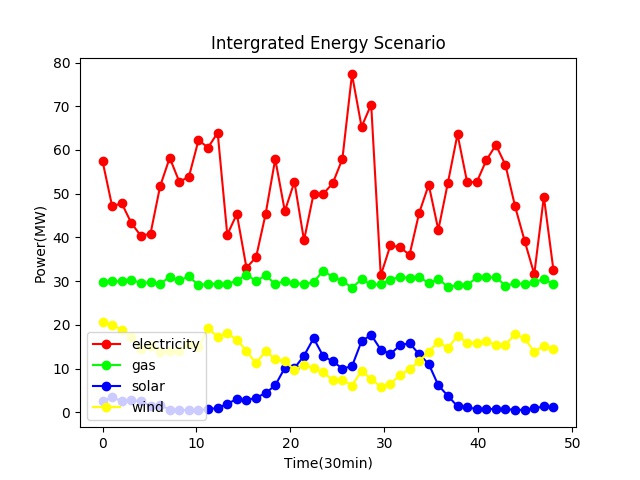 Intergrated Energy Scenario
Power(MW)
80
70
60
50
40
30
20
10
0
electricity
gas
solar
wind
0 10 20 30 40 50
Time(30min)